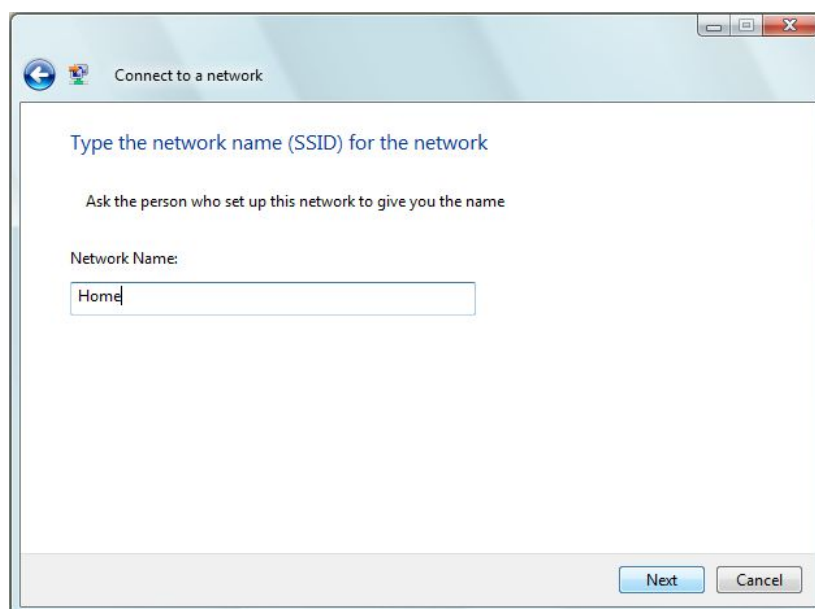 Connect to a network
Type the network name (SSID) for the network
Ask the person who set up this network to give you the name
Network Name:
Home
Next Cancel